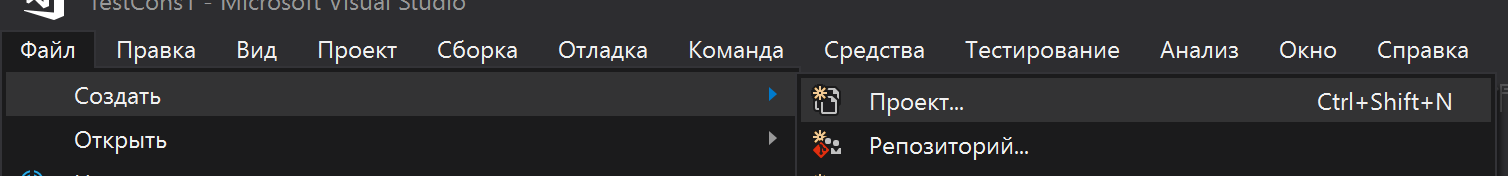 TestCons1 - Microsoft Visual Studio
Файл Правка Вид Проект Сборка Отладка Команда Средства Тестирование Анализ Окно Справка
Создать Проект... Ctrl+Shift+N
Открыть Репозиторий...